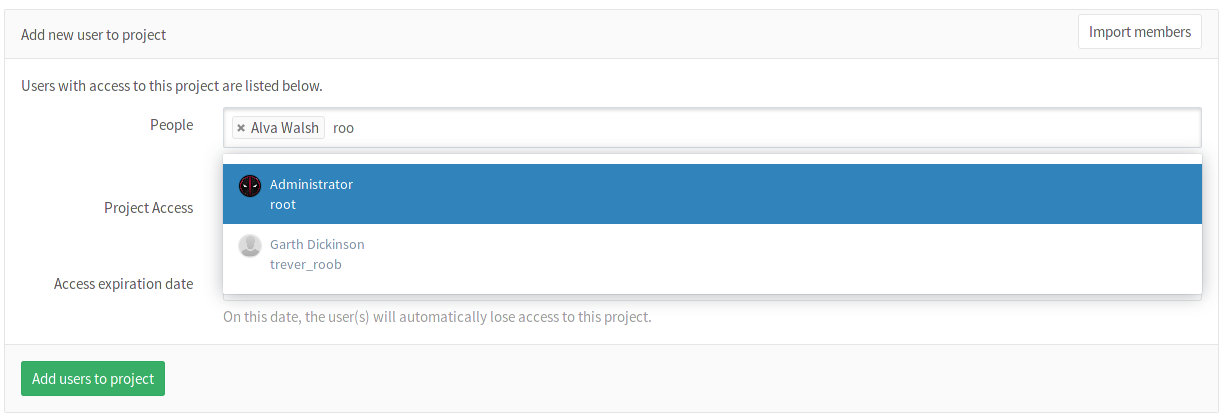 Add new user to project
Import members
Users with access to this project are listed below.
People
× Alva Walsh roo
Administrator
root
Project Access
Garth Dickinson
trever_roob
Access expiration date
On this date, the user(s) will automatically lose access to this project.
Add users to project